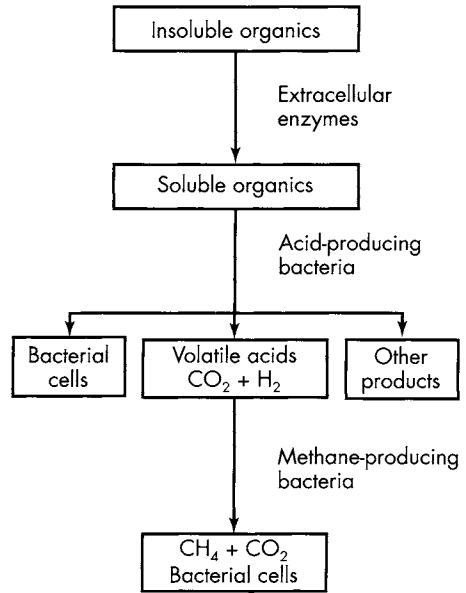 Insoluble organics
Extracellular
enzymes
Soluble organics
Acid-producing
bacteria
Bacterial
cells
Volatile acids
CO₂ + H₂
Other
products
Methane-producing
bacteria
CH₄ + CO₂
Bacterial cells